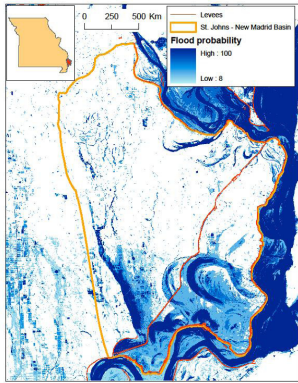 0 250 500 Km
Levees
St. Johns - New Madrid Basin
Flood probability
High : 100
Low : 8